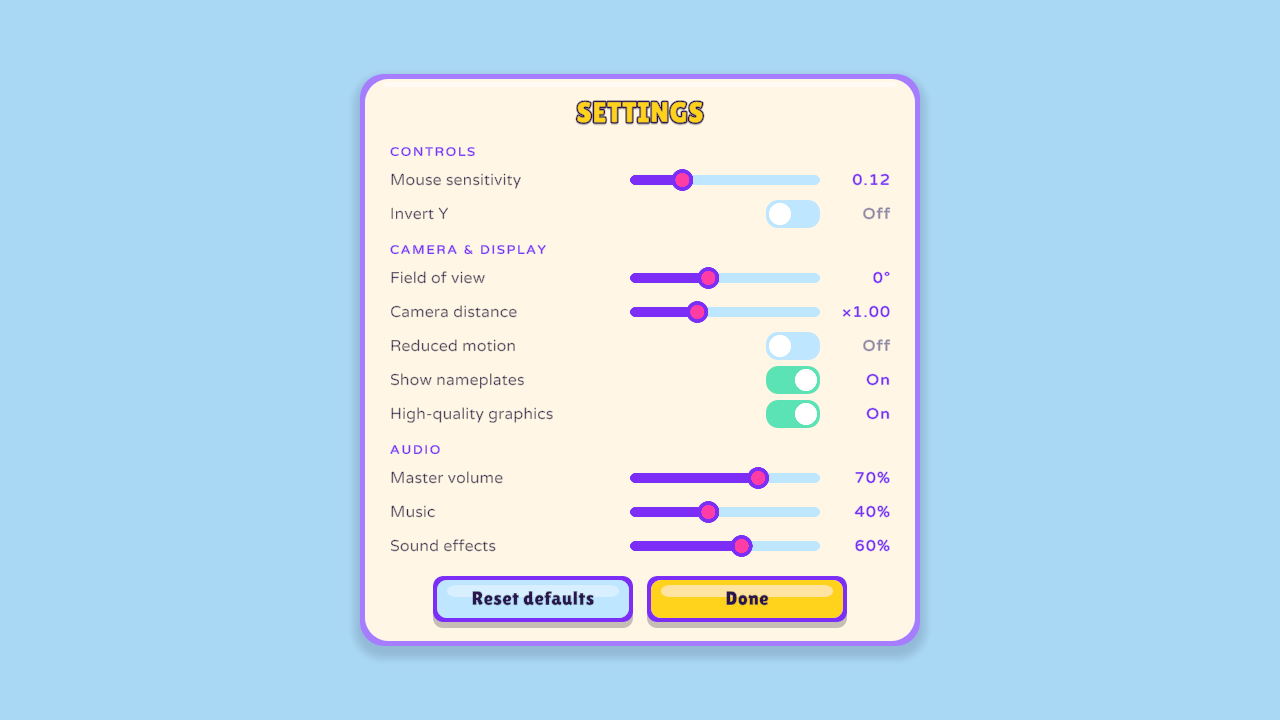 SETTINGS
CONTROLS
Mouse sensitivity 0.12
Invert Y Off
CAMERA & DISPLAY
Field of view 0°
Camera distance ×1.00
Reduced motion Off
Show nameplates On
High-quality graphics On
AUDIO
Master volume 70%
Music 40%
Sound effects 60%
Reset defaults Done